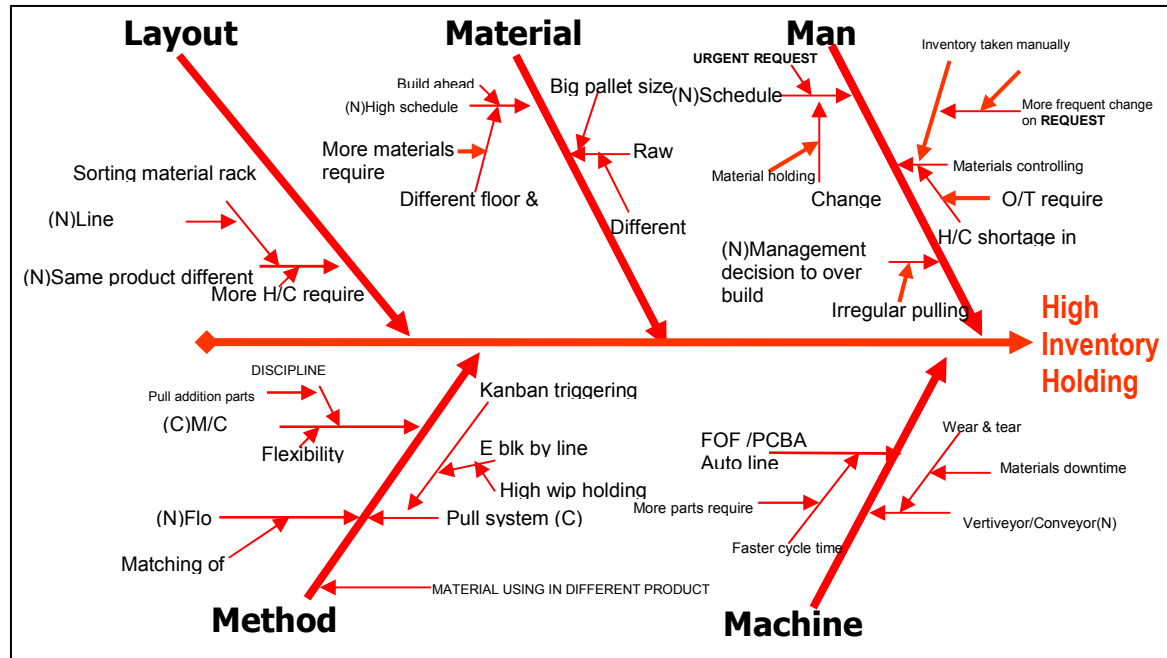 Layout
Material
Man
Inventory taken manually
URGENT REQUEST
Build ahead
Big pallet size
(N)High schedule
(N)Schedule
More frequent change
on REQUEST
More materials
require
Raw
Materials controlling
Sorting material rack
Material holding
Different floor &
Change
O/T require
(N)Line
Different
H/C shortage in
(N)Same product different
More H/C require
(N)Management
decision to over
build
Irregular pulling
High
Inventory
Holding
DISCIPLINE
Pull addition parts
(C)M/C
Flexibility
Kanban triggering
E blk by line
High wip holding
(N)Flo
Pull system (C)
Matching of
MATERIAL USING IN DIFFERENT PRODUCT
FOF /PCBA
Auto line
Wear & tear
Materials downtime
More parts require
Vertiveyor/Conveyor(N)
Faster cycle time
Method
Machine